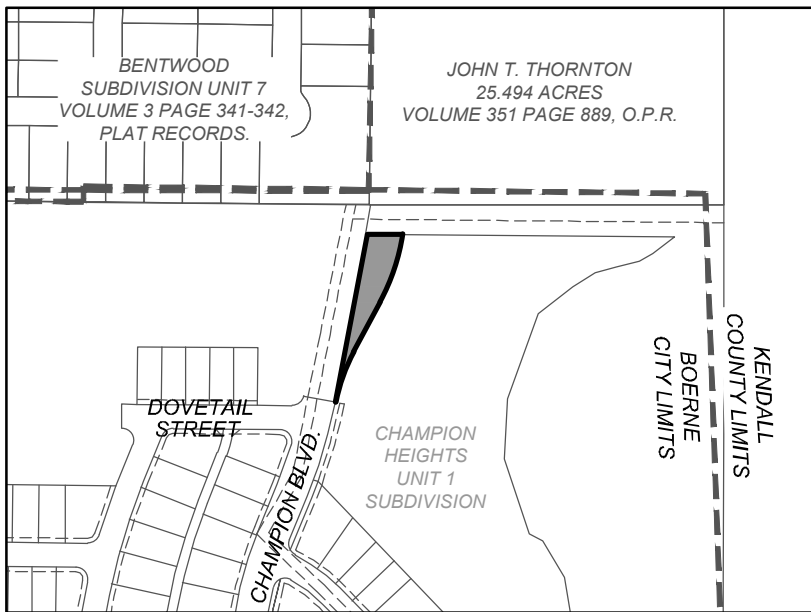 BENTWOOD
SUBDIVISION UNIT 7
VOLUME 3 PAGE 341-342,
PLAT RECORDS.
JOHN T. THORNTON
25.494 ACRES
VOLUME 351 PAGE 889, O.P.R.
DOVETAIL
STREET
CHAMPION BLVD.
CHAMPION
HEIGHTS
UNIT 1
SUBDIVISION
BOERNE
CITY LIMITS
KENDALL
COUNTY LIMITS